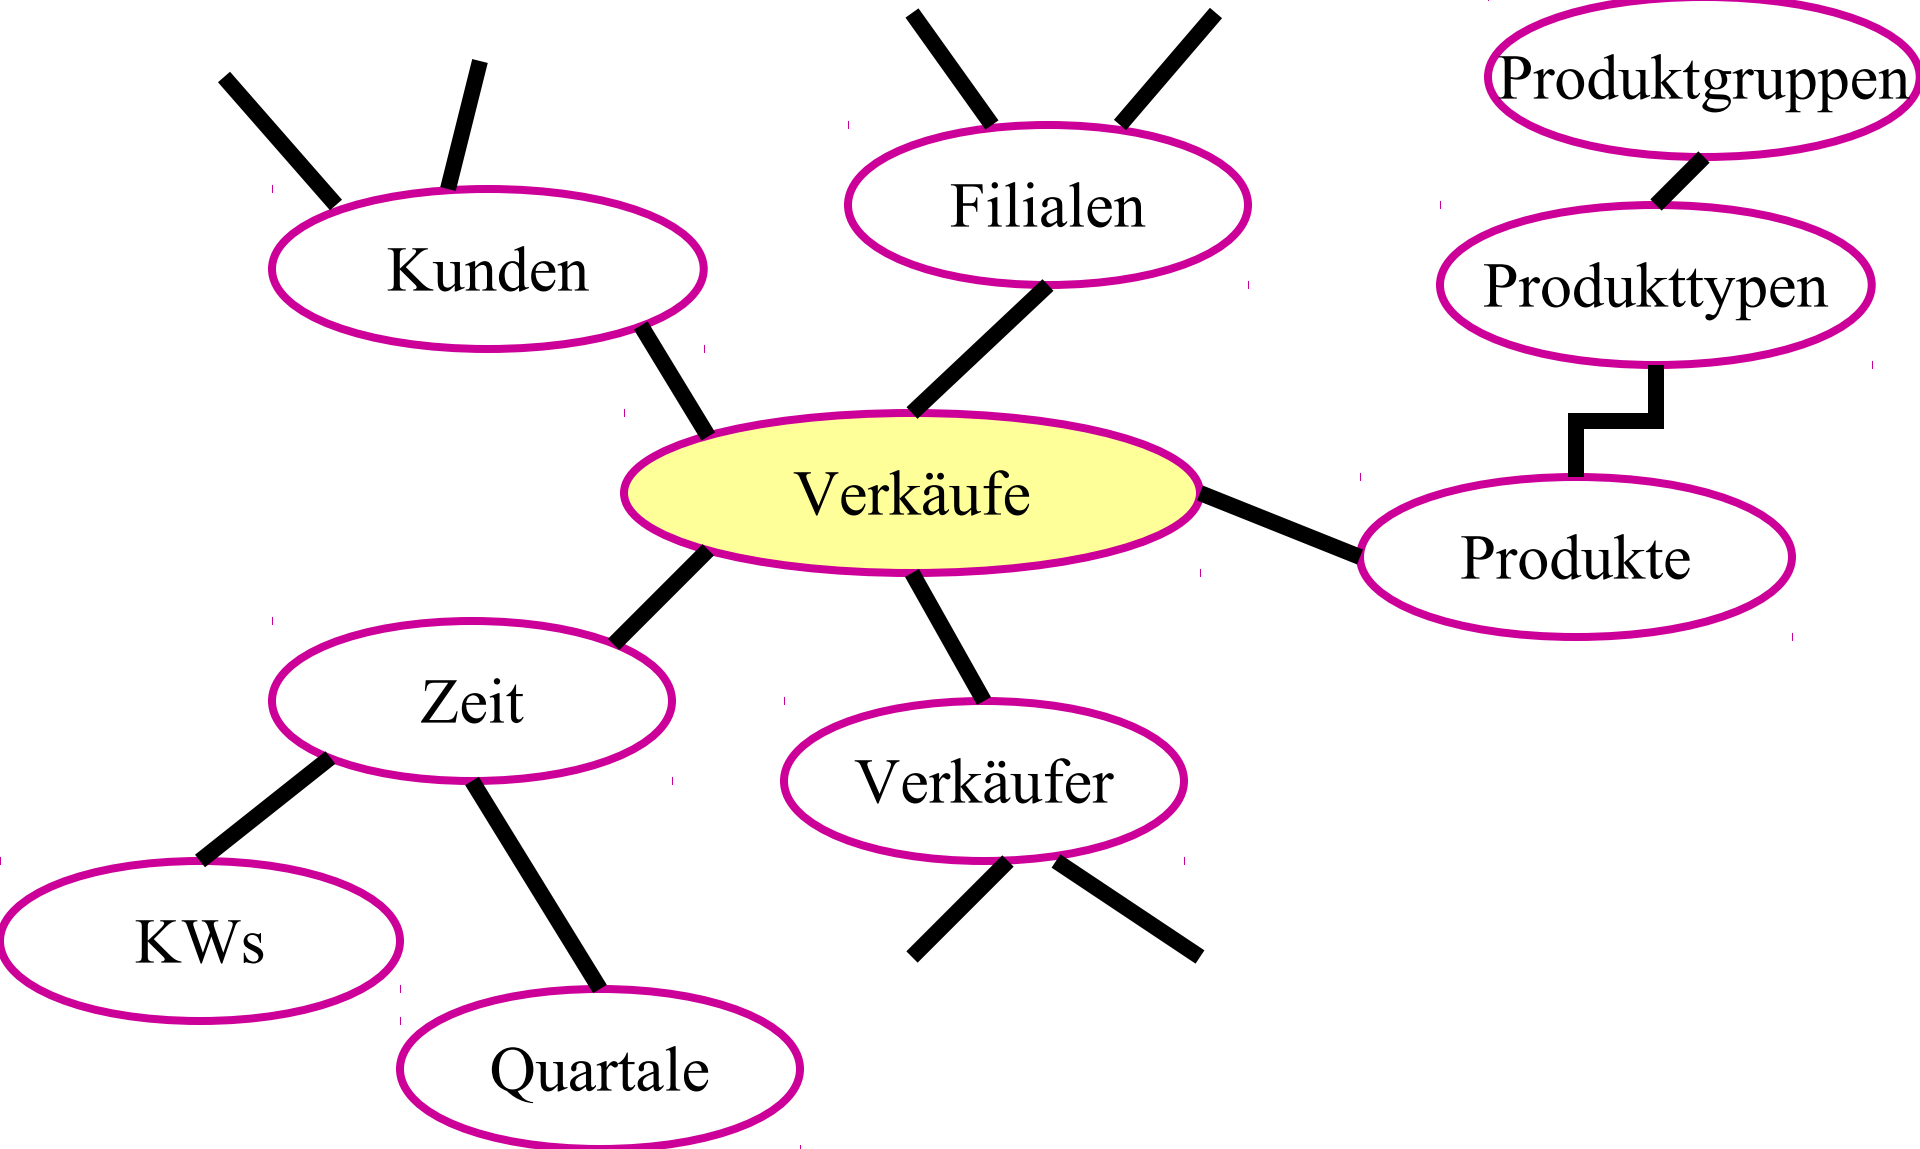 Produktgruppen
Filialen
Kunden
Produkttypen
Verkäufe
Produkte
Zeit
Verkäufer
KWs
Quartale